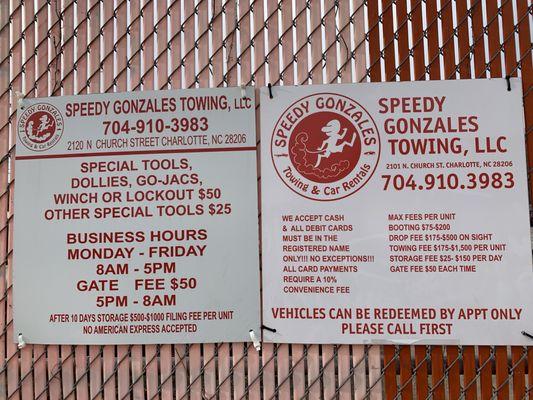 SPEEDY GONZALES TOWING, LLC
704-910-3983
2120 N CHURCH STREET CHARLOTTE, NC 28206
SPECIAL TOOLS,
DOLLIES, GO-JACS,
WINCH OR LOCKOUT $50
OTHER SPECIAL TOOLS $25
BUSINESS HOURS
MONDAY - FRIDAY
8AM - 5PM
GATE FEE $50
5PM - 8AM
AFTER 10 DAYS STORAGE $500-$1000 FILING FEE PER UNIT
NO AMERICAN EXPRESS ACCEPTED
SPEEDY GONZALES
Towing & Car Rentals
SPEEDY
GONZALES
TOWING, LLC
2101 N. CHURCH ST. CHARLOTTE, NC 28206
704.910.3983
WE ACCEPT CASH
& ALL DEBIT CARDS
MUST BE IN THE
REGISTERED NAME
ONLY!!! NO EXCEPTIONS!!!
ALL CARD PAYMENTS
REQUIRE A 10%
CONVENIENCE FEE
MAX FEES PER UNIT
BOOTING $75-$200
DROP FEE $175-$500 ON SIGHT
TOWING FEE $175-$1,500 PER UNIT
STORAGE FEE $25- $150 PER DAY
GATE FEE $50 EACH TIME
VEHICLES CAN BE REDEEMED BY APPT ONLY
PLEASE CALL FIRST